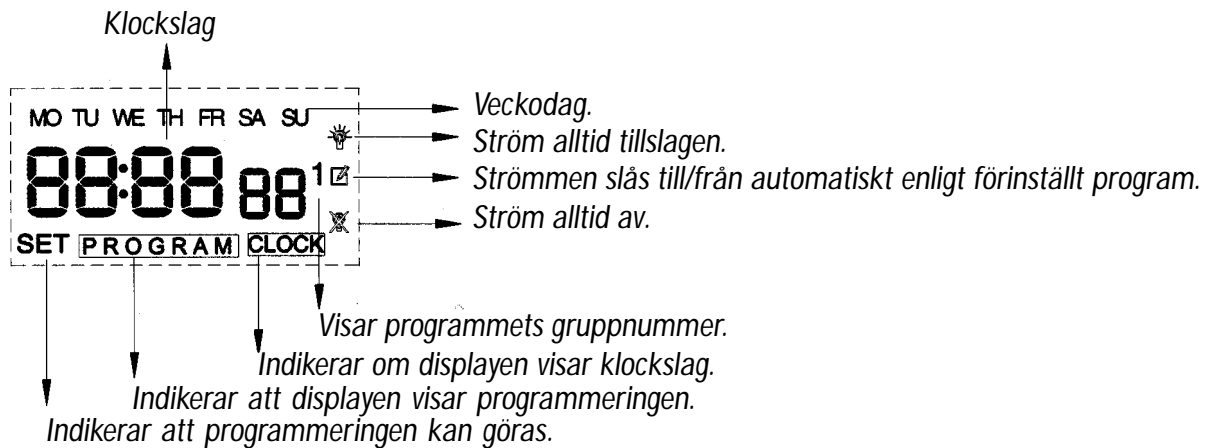 Klockslag
MO TU WE TH FR SA SU
Veckodag.
Ström alltid tillslagen.
88:88 88 1
Strömmen slås till/från automatiskt enligt förinställt program.
Ström alltid av.
SET PROGRAM CLOCK
Visar programmets gruppnummer.
Indikerar om displayen visar klockslag.
Indikerar att displayen visar programmeringen.
Indikerar att programmeringen kan göras.